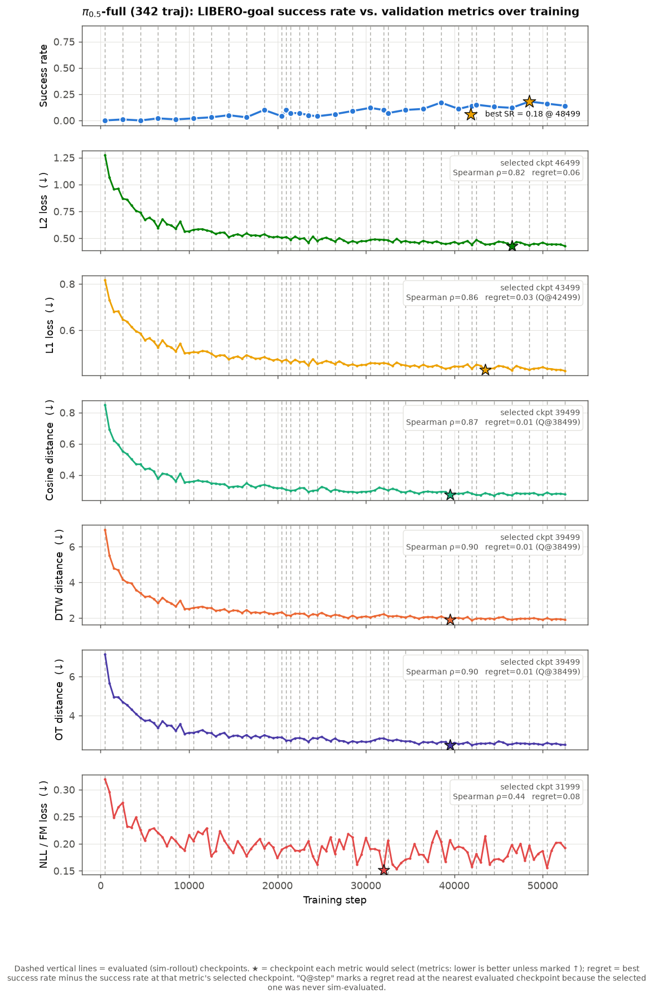 π0.5-full (342 traj): LIBERO-goal success rate vs. validation metrics over training
Success rate
0.75
0.50
0.25
0.00
best SR = 0.18 @ 48499
L2 loss (↓)
1.25
1.00
0.75
0.50
selected ckpt 46499
Spearman ρ=0.82 regret=0.06
L1 loss (↓)
0.8
0.6
selected ckpt 43499
Spearman ρ=0.86 regret=0.03 (Q@42499)
Cosine distance (↓)
0.8
0.6
0.4
selected ckpt 39499
Spearman ρ=0.87 regret=0.01 (Q@38499)
DTW distance (↓)
6
4
2
selected ckpt 39499
Spearman ρ=0.90 regret=0.01 (Q@38499)
OT distance (↓)
6
4
selected ckpt 39499
Spearman ρ=0.90 regret=0.01 (Q@38499)
NLL / FM loss (↓)
0.30
0.25
0.20
0.15
selected ckpt 31999
Spearman ρ=0.44 regret=0.08
0 10000 20000 30000 40000 50000
Training step
Dashed vertical lines = evaluated (sim-rollout) checkpoints. ★ = checkpoint each metric would select (metrics: lower is better unless marked ↑); regret = best
success rate minus the success rate at that metric's selected checkpoint. "Q@step" marks a regret read at the nearest evaluated checkpoint because the selected
one was never sim-evaluated.